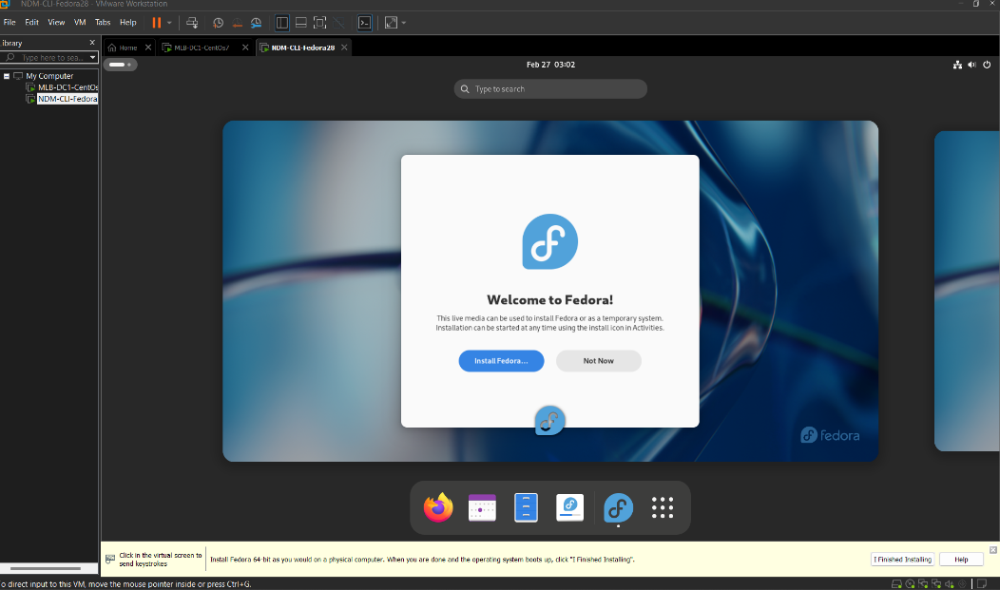 NDM-CLI-Fedora28 - VMware Workstation
File Edit View VM Tabs Help
Library
Type here to sea...
My Computer
MLB-DC1-CentOs
NDM-CLI-Fedora
Home
MLB-DC1-CentOs7
NDM-CLI-Fedora28
Feb 27 03:02
Type to search
Welcome to Fedora!
This live media can be used to install Fedora or as a temporary system.
Installation can be started at any time using the install icon in Activities.
Install Fedora...
Not Now
fedora
Click in the virtual screen to
send keystrokes
Install Fedora 64-bit as you would on a physical computer. When you are done and the operating system boots up, click "I Finished Installing".
I Finished Installing
Help
o direct input to this VM, move the mouse pointer inside or press Ctrl+G.